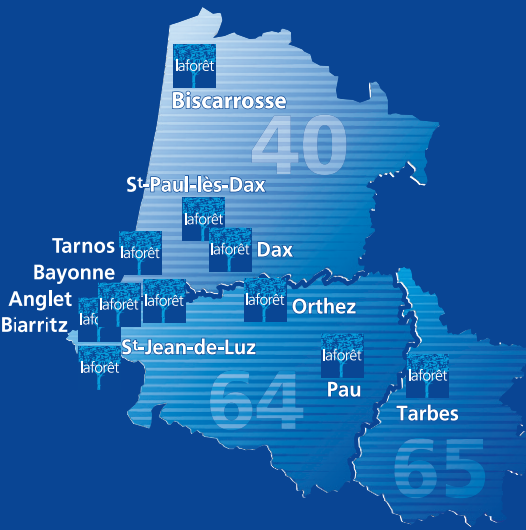 laforêt
Biscarrosse
40
St-Paul-lès-Dax
laforêt
Tarnos
laforêt
laforêt
Dax
Bayonne
Anglet
laforêt
laforêt
laforêt
Orthez
Biarritz
lafo
St-Jean-de-Luz
laforêt
laforêt
Pau
laforêt
Tarbes
64
65